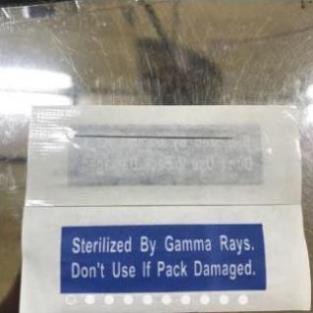 Sterilized By Gamma Rays.
Don't Use If Pack Damaged.